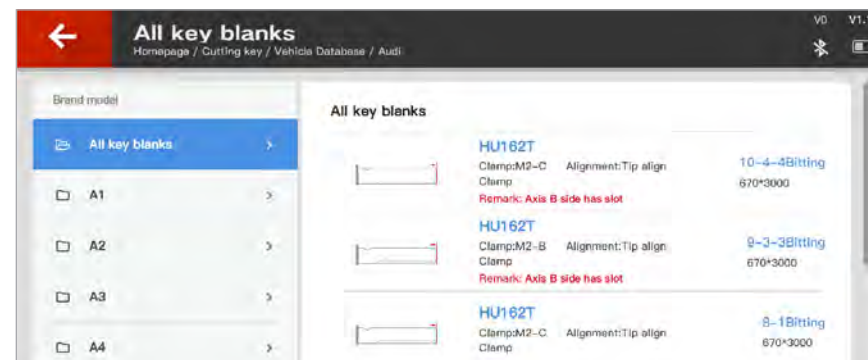 All key blanks
Homepage / Cutting key / Vehicle Database / Audi
V0 V1.
Brand model
All key blanks
A1
A2
A3
A4
All key blanks
HU162T
Clamp:M2-C Alignment:Tip align
Clamp
Remark: Axis B side has slot
10-4-4Bitting
670*3000
HU162T
Clamp:M2-B Alignment:Tip align
Clamp
Remark: Axis B side has slot
9-3-3Bitting
670*3000
HU162T
Clamp:M2-C Alignment:Tip align
Clamp
8-1Bitting
670*3000